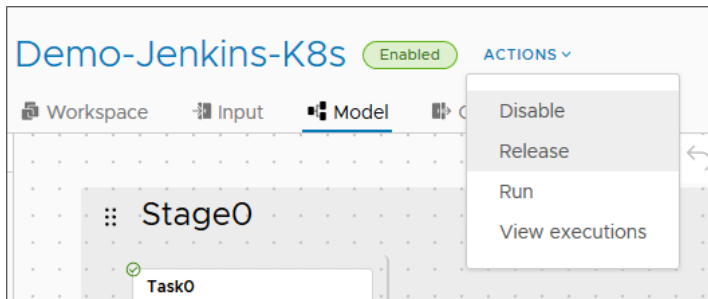 Demo-Jenkins-K8s Enabled ACTIONS
Workspace Input Model
Disable
Release
Run
View executions
Stage0
Task0